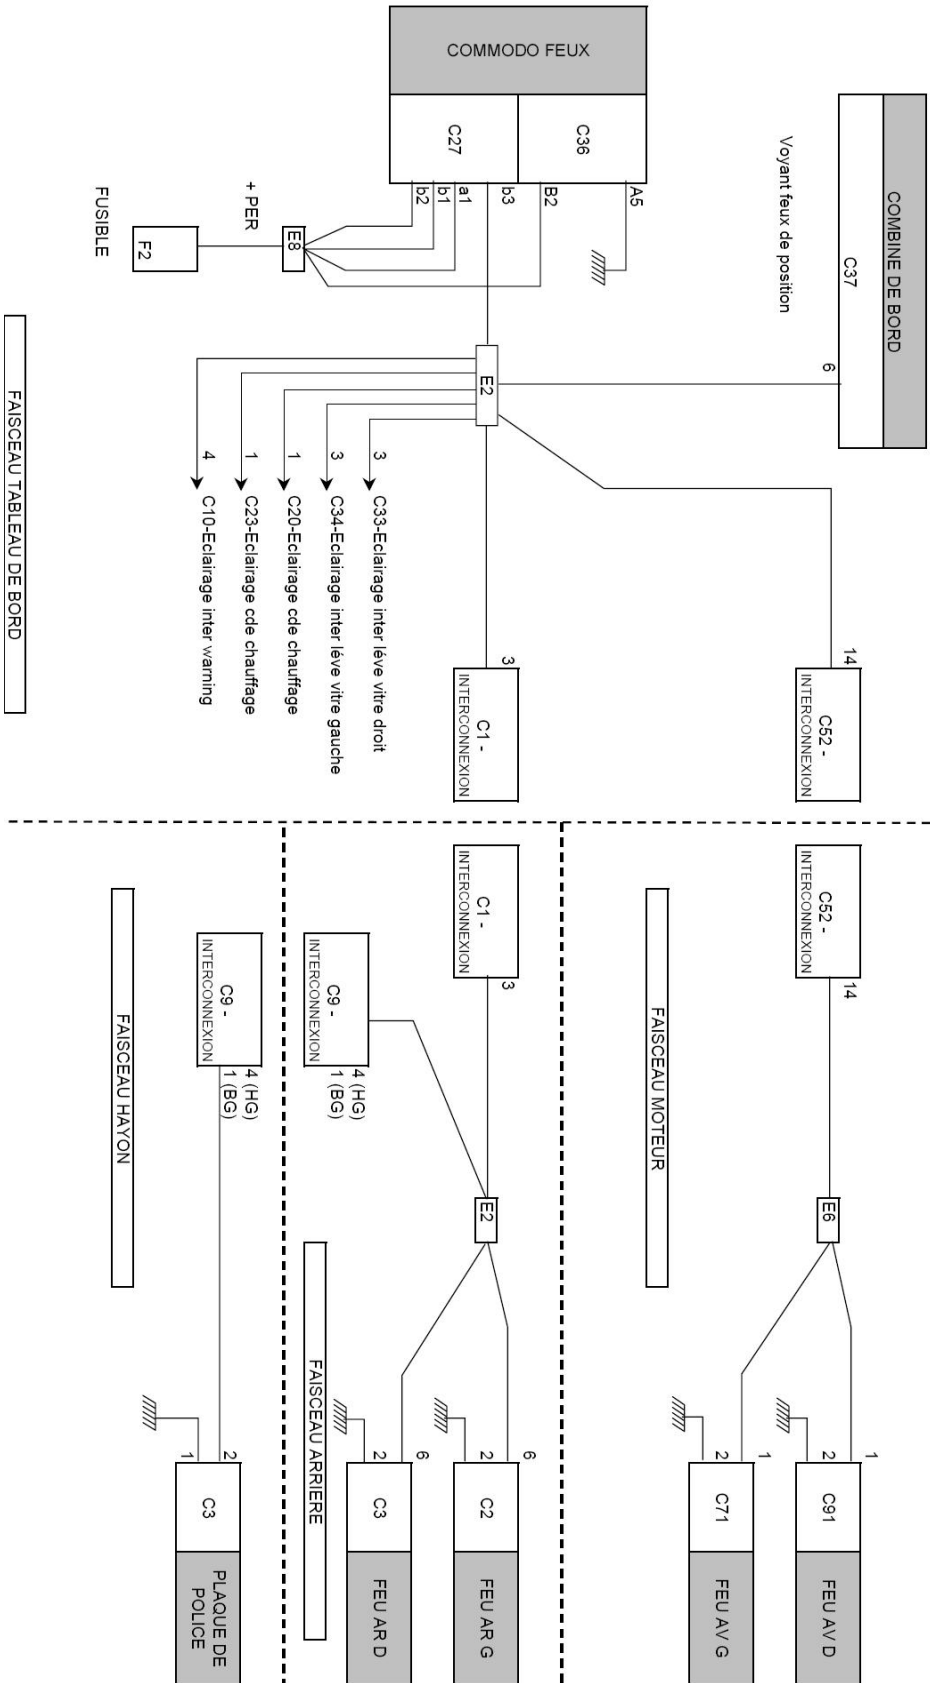 COMBINE DE BORD
C37
6
Voyant feux de position
COMMODO FEUX
C36
C27
A5
B2
b3
a1
b1
b2
E8
+ PER
F2
FUSIBLE
E2
3
C33-Eclairage inter léve vitre droit
3
C34-Eclairage inter léve vitre gauche
1
C20-Eclairage cde chauffage
1
C23-Eclairage cde chauffage
4
C10-Eclairage inter warning
14
C52 -
INTERCONNEXION
3
C1 -
INTERCONNEXION
FAISCEAU TABLEAU DE BORD
C52 -
INTERCONNEXION
14
E6
1
2
C91
FEU AV D
1
2
C71
FEU AV G
FAISCEAU MOTEUR
C1 -
INTERCONNEXION
3
C9 -
INTERCONNEXION
4 (HG)
1 (BG)
E2
6
2
C2
FEU AR G
6
2
C3
FEU AR D
FAISCEAU ARRIERE
C9 -
INTERCONNEXION
4 (HG)
1 (BG)
2
1
C3
PLAQUE DE
POLICE
FAISCEAU HAYON